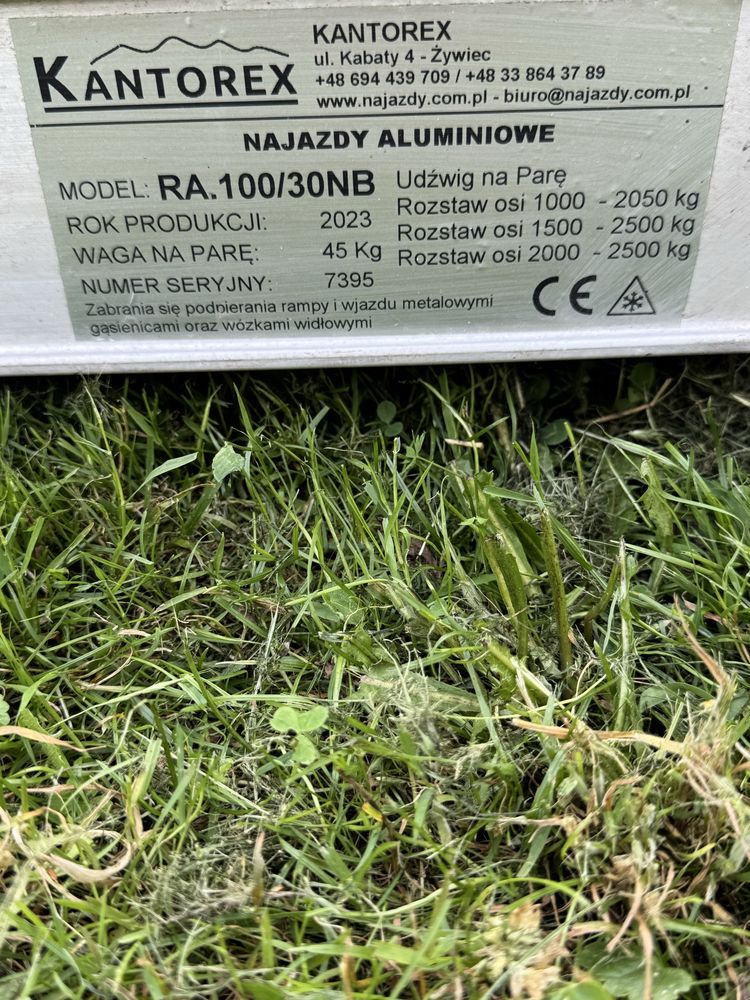 KANTOREX
KANTOREX
ul. Kabaty 4 - Żywiec
+48 694 439 709 / +48 33 864 37 89
www.najazdy.com.pl - biuro@najazdy.com.pl
NAJAZDY ALUMINIOWE
MODEL: RA.100/30NB
ROK PRODUKCJI: 2023
WAGA NA PARĘ: 45 Kg
NUMER SERYJNY: 7395
Udźwig na Parę
Rozstaw osi 1000 - 2050 kg
Rozstaw osi 1500 - 2500 kg
Rozstaw osi 2000 - 2500 kg
Zabrania się podpierania rampy i wjazdu metalowymi
gąsienicami oraz wózkami widłowymi
CE